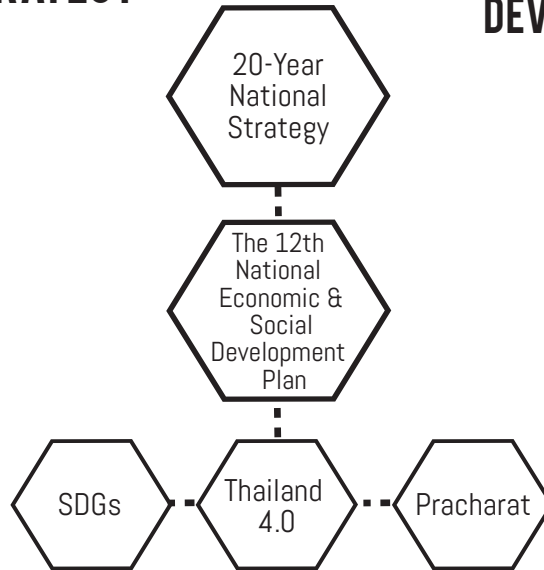 20-Year
National
Strategy
The 12th
National
Economic &
Social
Development
Plan
SDGs
Thailand
4.0
Pracharat